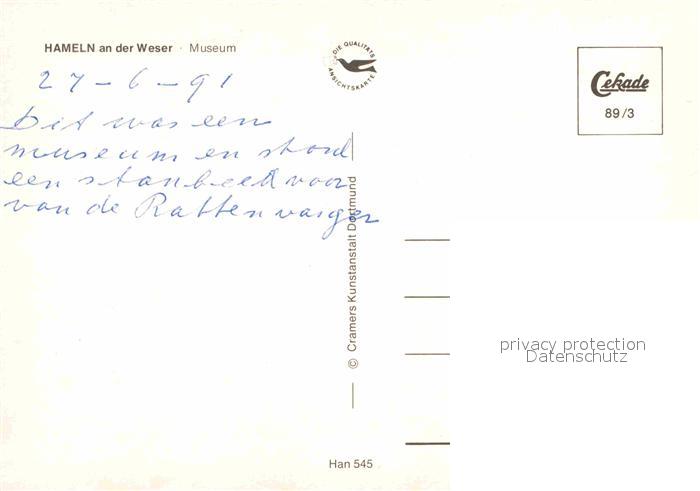 HAMELN an der Weser · Museum
DIE QUALITÄTS
ANSICHTSKARTE
Cekade
89/3
27-6-91
Dit was een
museum en stond
een stanbeeld voor
van de Rattenvanger
© Cramers Kunstanstalt Dortmund
privacy protection
Datenschutz
Han 545